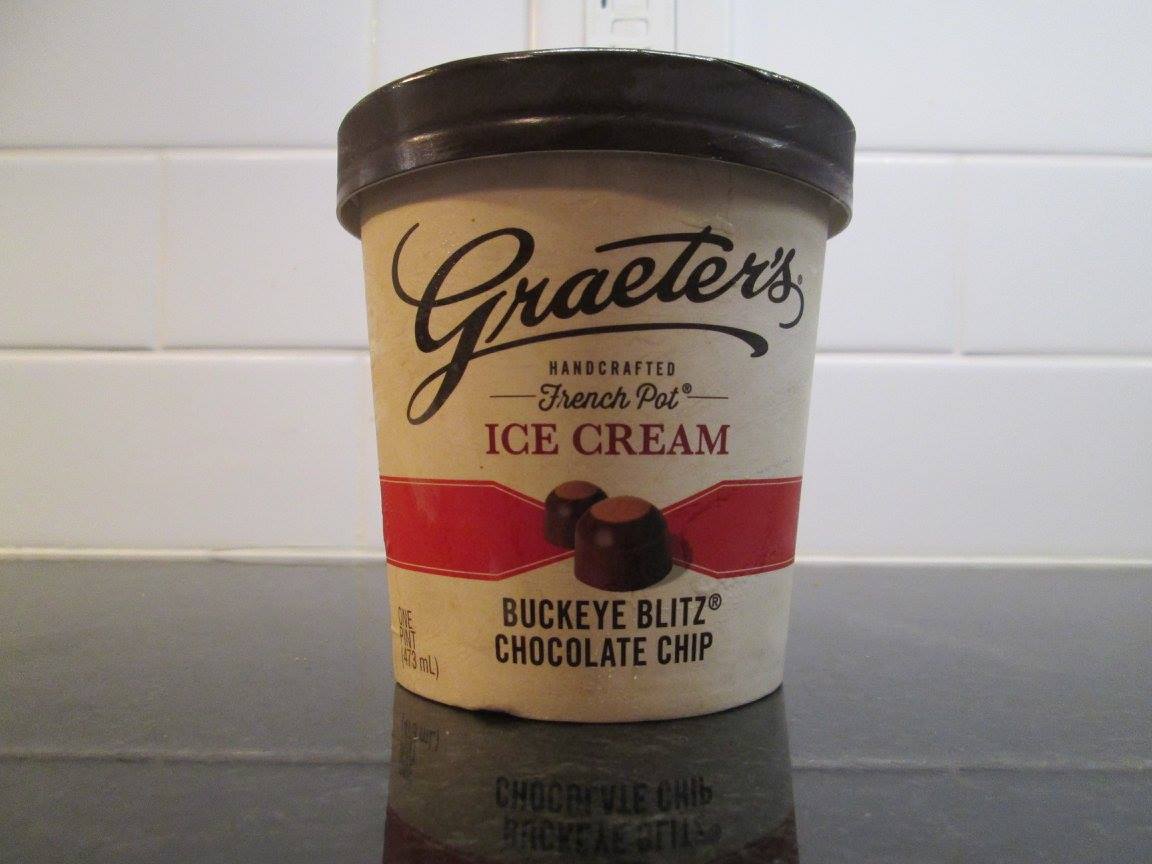 Graeter's®
HANDCRAFTED
French Pot®
ICE CREAM
BUCKEYE BLITZ®
CHOCOLATE CHIP
ONE
PINT
(473 mL)